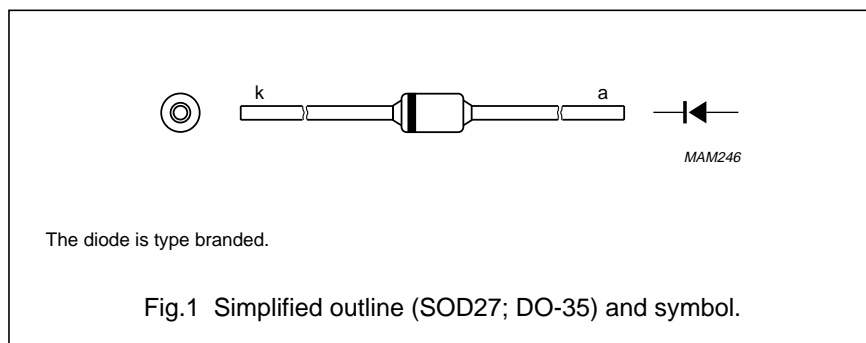 k
a
MAM246
The diode is type branded.
Fig.1 Simplified outline (SOD27; DO-35) and symbol.